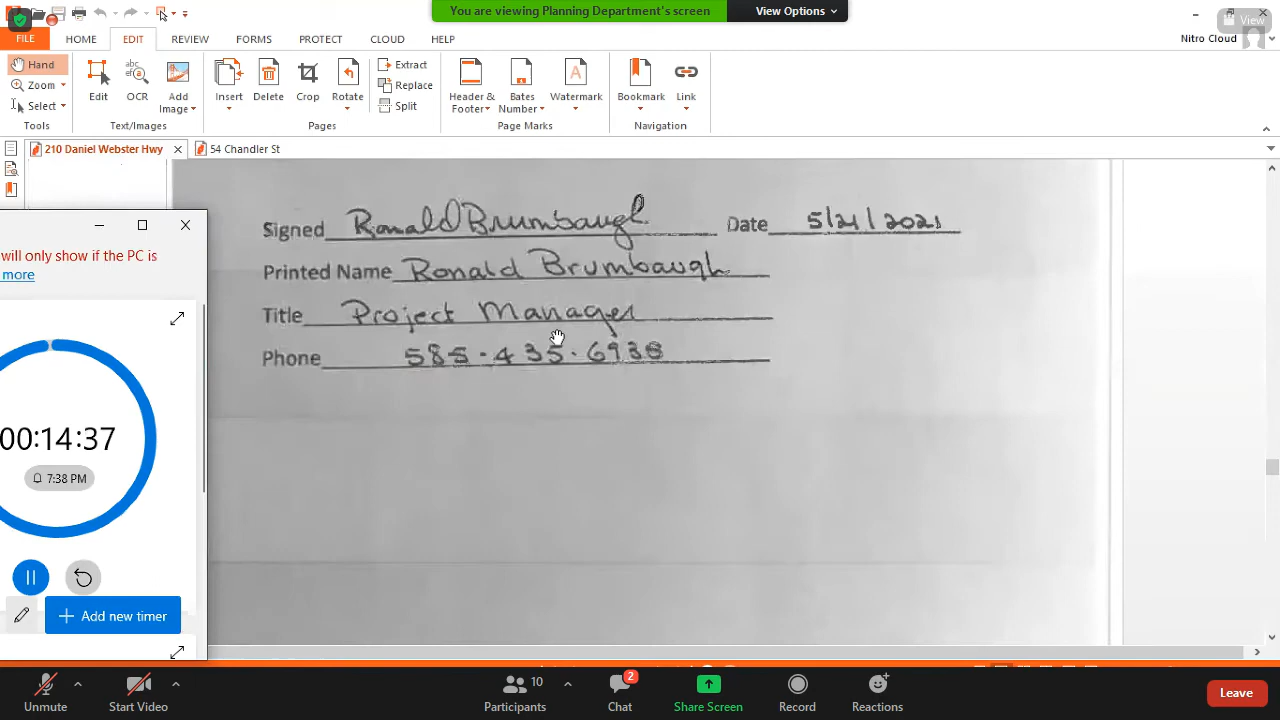 You are viewing Planning Department's screen
View Options
View
FILE HOME EDIT REVIEW FORMS PROTECT CLOUD HELP
Nitro Cloud
Hand
Zoom
Select
Tools
Edit
OCR
Add Image
Text/Images
Insert
Delete
Crop
Rotate
Extract
Replace
Split
Pages
Header & Footer
Bates Number
Watermark
Page Marks
Bookmark
Link
Navigation
210 Daniel Webster Hwy
54 Chandler St
Signed Ronald Brumbaugh Date 5/21/2021
Printed Name Ronald Brumbaugh
Title Project Manager
Phone 585-435-6938
will only show if the PC is
more
00:14:37
7:38 PM
Add new timer
Unmute
Start Video
10
Participants
2
Chat
Share Screen
Record
Reactions
Leave